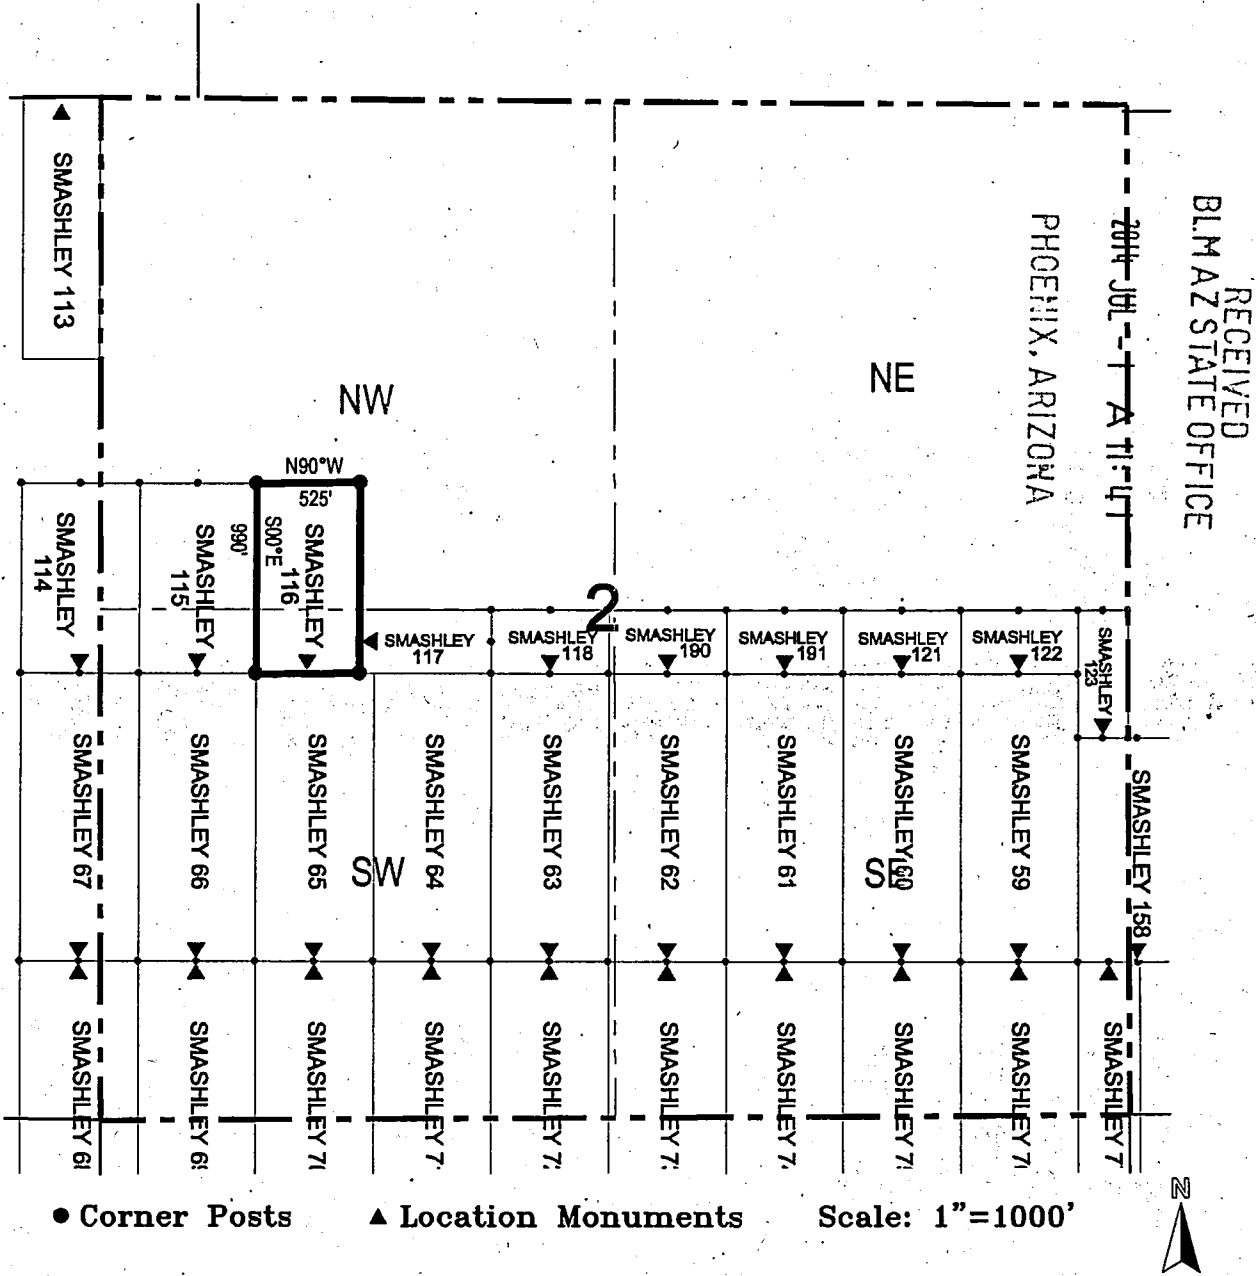 RECEIVED
BLM AZ STATE OFFICE
2014 JUL - 1 A 11: 41
PHOENIX, ARIZONA
SMASHLEY 113
NW
NE
N90°W
525'
S00°E
990'
SMASHLEY
114
SMASHLEY
115
SMASHLEY
116
2
SMASHLEY
117
SMASHLEY
118
SMASHLEY
190
SMASHLEY
191
SMASHLEY
121
SMASHLEY
122
SMASHLEY
123
SMASHLEY 67
SMASHLEY 66
SMASHLEY 65
SMASHLEY 64
SMASHLEY 63
SMASHLEY 62
SMASHLEY 61
SMASHLEY 60
SMASHLEY 59
SMASHLEY 158
SW
SE
SMASHLEY
SMASHLEY
SMASHLEY
SMASHLEY
SMASHLEY
SMASHLEY
SMASHLEY
SMASHLEY
SMASHLEY
SMASHLEY
Corner Posts
Location Monuments
Scale: 1"=1000'
N